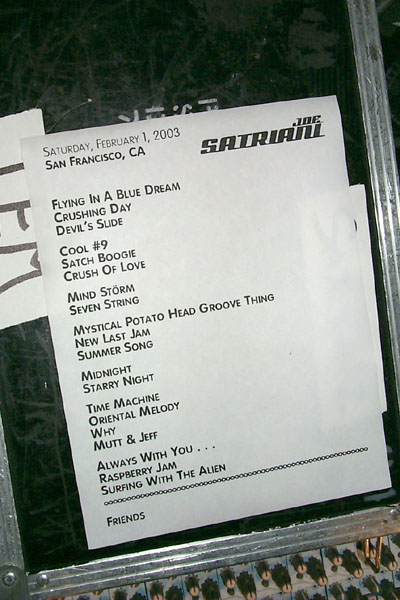 SATURDAY, FEBRUARY 1, 2003
SAN FRANCISCO, CA
JOE
SATRIANI
FLYING IN A BLUE DREAM
CRUSHING DAY
DEVIL'S SLIDE
COOL #9
SATCH BOOGIE
CRUSH OF LOVE
MIND STÖRM
SEVEN STRING
MYSTICAL POTATO HEAD GROOVE THING
NEW LAST JAM
SUMMER SONG
MIDNIGHT
STARRY NIGHT
TIME MACHINE
ORIENTAL MELODY
WHY
MUTT & JEFF
ALWAYS WITH YOU . . .
RASPBERRY JAM
SURFING WITH THE ALIEN
FRIENDS